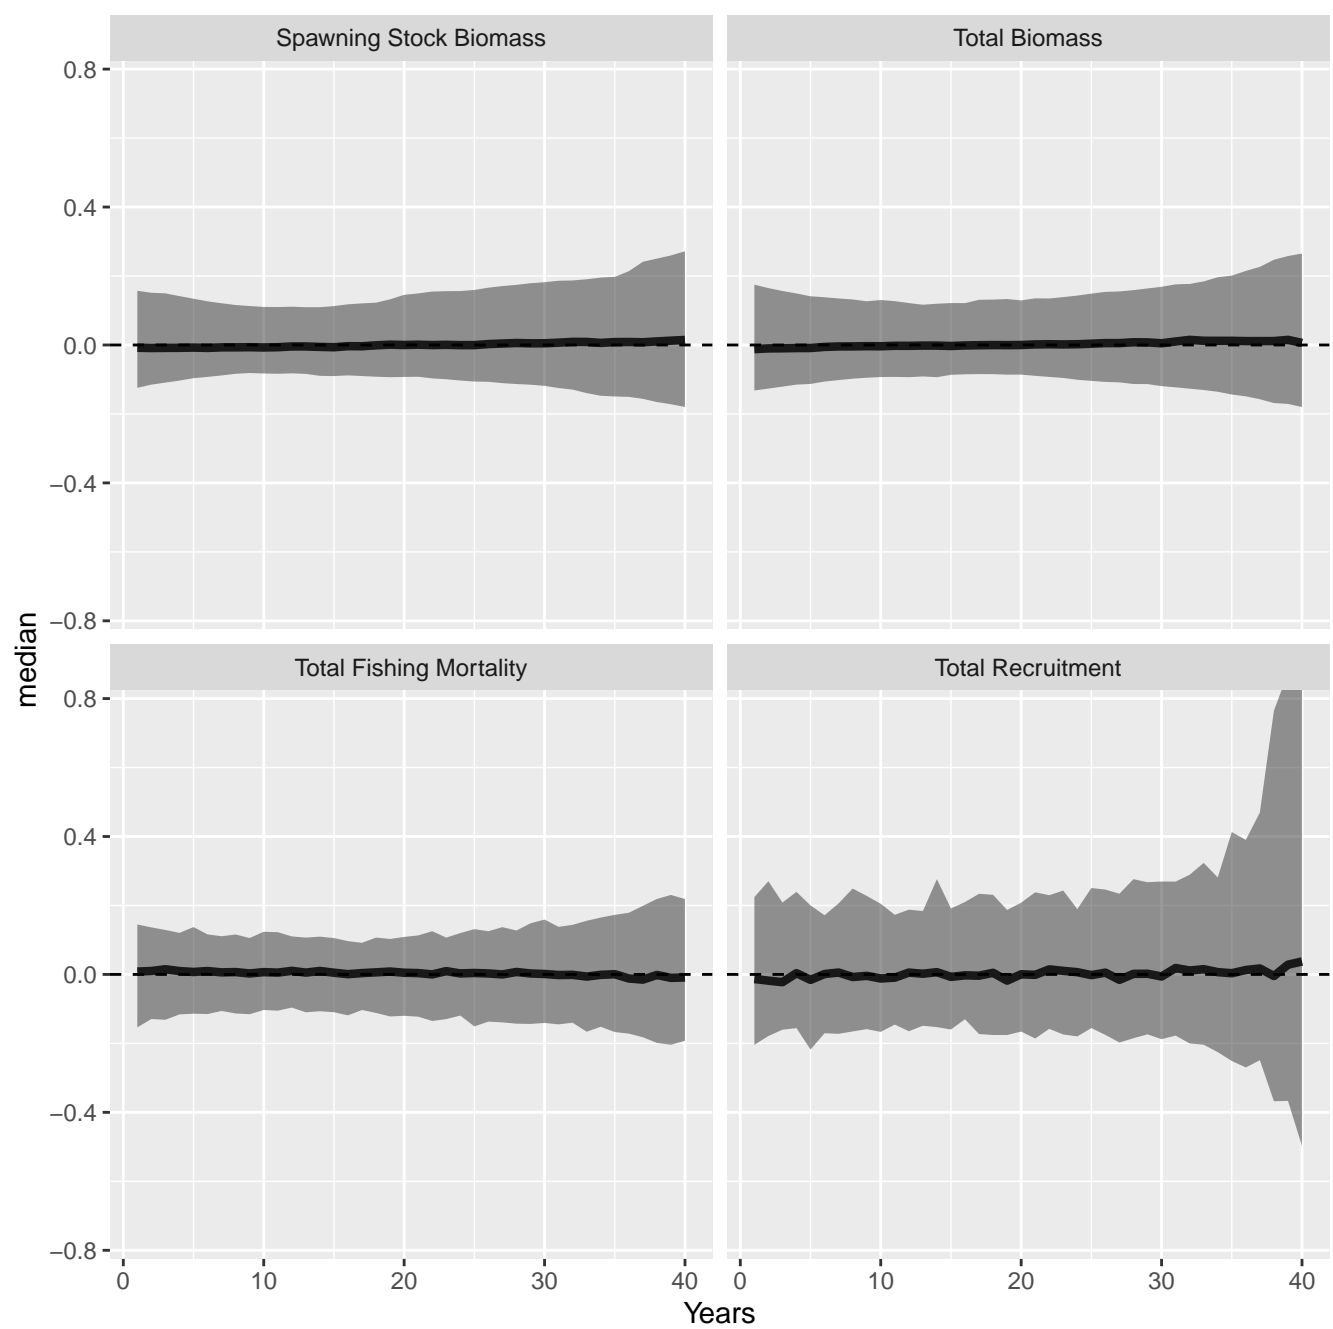 Spawning Stock Biomass
Total Biomass
0.8
0.4
0.0
−0.4
−0.8
Total Fishing Mortality
Total Recruitment
0.8
0.4
0.0
−0.4
−0.8
0 10 20 30 40
0 10 20 30 40
Years
median